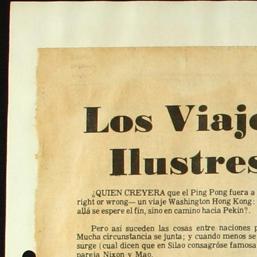 Los Viaje
Ilustres
¿QUIEN CREYERA que el Ping Pong fuera a
right or wrong— un viaje Washington Hong Kong:
allá se espere el fin, sino en camino hacia Pekín?.
Pero así suceden las cosas entre naciones p
Mucha circunstancia se junta; y cuando menos se
surge (cual dicen que en Silao consagróse famosa
pareja Nixon y Mao.